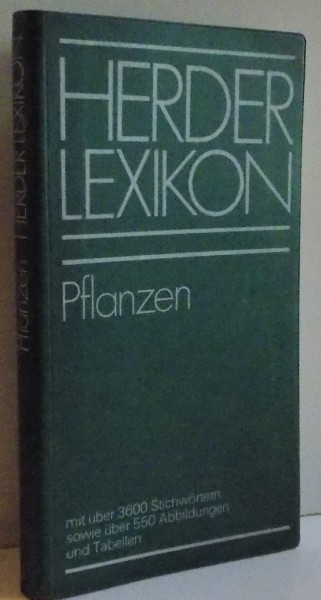 HERDER
LEXIKON
Pflanzen
mit über 3600 Stichwörtern
sowie über 550 Abbildungen
und Tabellen
Pflanzen HERDER LEXIKON